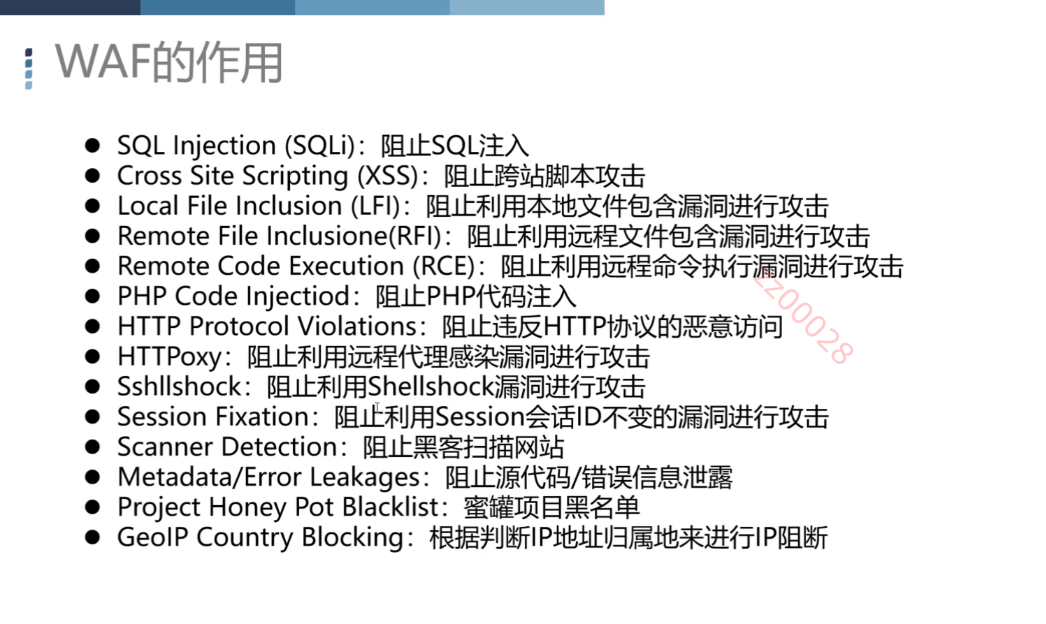 WAF的作用
● SQL Injection (SQLi)：阻止SQL注入
● Cross Site Scripting (XSS)：阻止跨站脚本攻击
● Local File Inclusion (LFI)：阻止利用本地文件包含漏洞进行攻击
● Remote File Inclusione(RFI)：阻止利用远程文件包含漏洞进行攻击
● Remote Code Execution (RCE)：阻止利用远程命令执行漏洞进行攻击
● PHP Code Injectiod：阻止PHP代码注入
● HTTP Protocol Violations：阻止违反HTTP协议的恶意访问
● HTTPoxy：阻止利用远程代理感染漏洞进行攻击
● Sshllshock：阻止利用Shellshock漏洞进行攻击
● Session Fixation：阻止利用Session会话ID不变的漏洞进行攻击
● Scanner Detection：阻止黑客扫描网站
● Metadata/Error Leakages：阻止源代码/错误信息泄露
● Project Honey Pot Blacklist：蜜罐项目黑名单
● GeoIP Country Blocking：根据判断IP地址归属地来进行IP阻断
zz00028